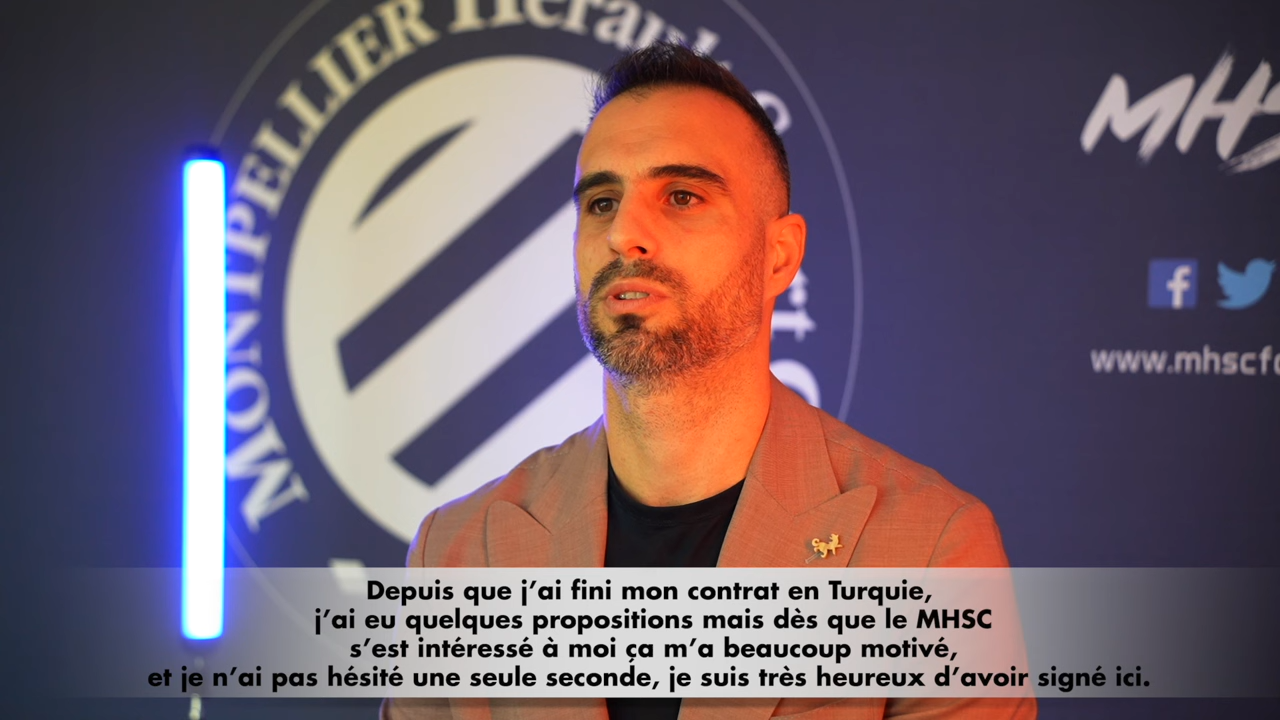 MONTPELLIER Hérault
MHS
www.mhscf
Depuis que j'ai fini mon contrat en Turquie,
j'ai eu quelques propositions mais dès que le MHSC
s'est intéressé à moi ça m'a beaucoup motivé,
et je n'ai pas hésité une seule seconde, je suis très heureux d'avoir signé ici.